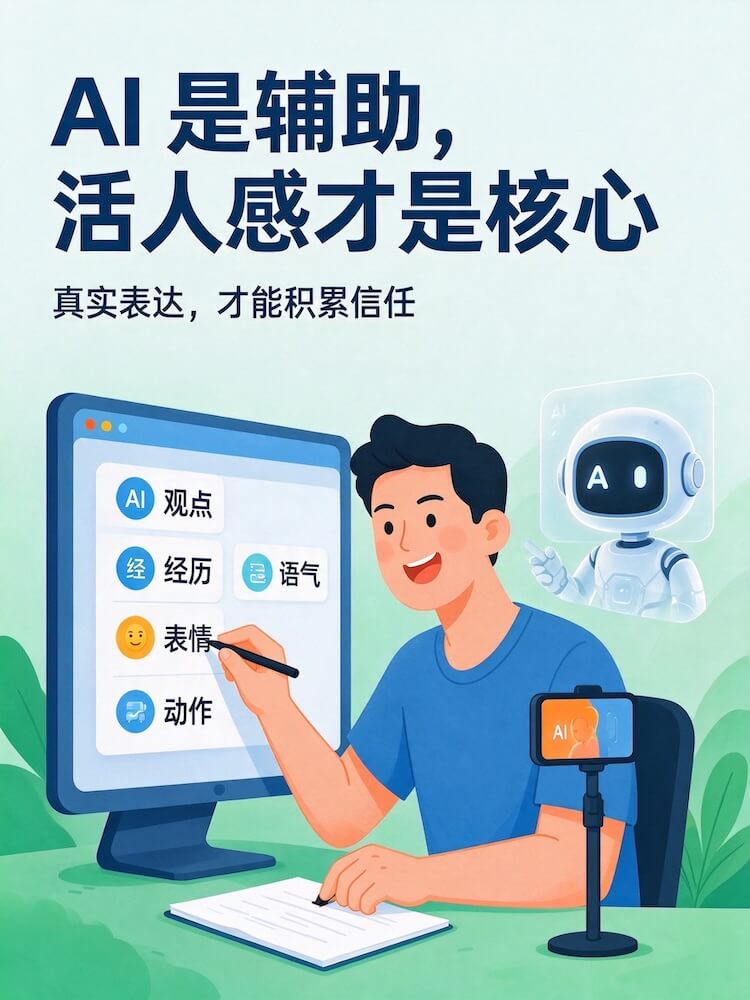 AI 是辅助，
活人感才是核心
真实表达，才能积累信任
AI 观点
经 经历
语气
表情
动作
AI
A
AI